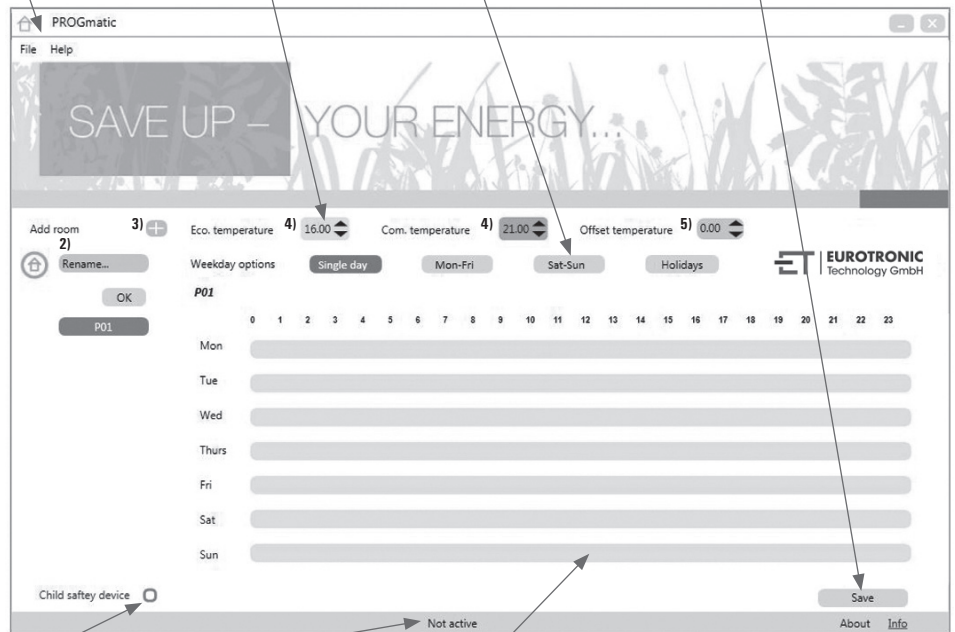 PROGmatic
File Help
SAVE UP – YOUR ENERGY...
Add room 3) + Eco. temperature 4) 16.00 Com. temperature 4) 21.00 Offset temperature 5) 0.00
2)
Rename... Weekday options Single day Mon-Fri Sat-Sun Holidays ET EUROTRONIC
Technology GmbH
OK P01
P01
0 1 2 3 4 5 6 7 8 9 10 11 12 13 14 15 16 17 18 19 20 21 22 23
Mon
Tue
Wed
Thurs
Fri
Sat
Sun
Child saftey device Save
Not active About Info